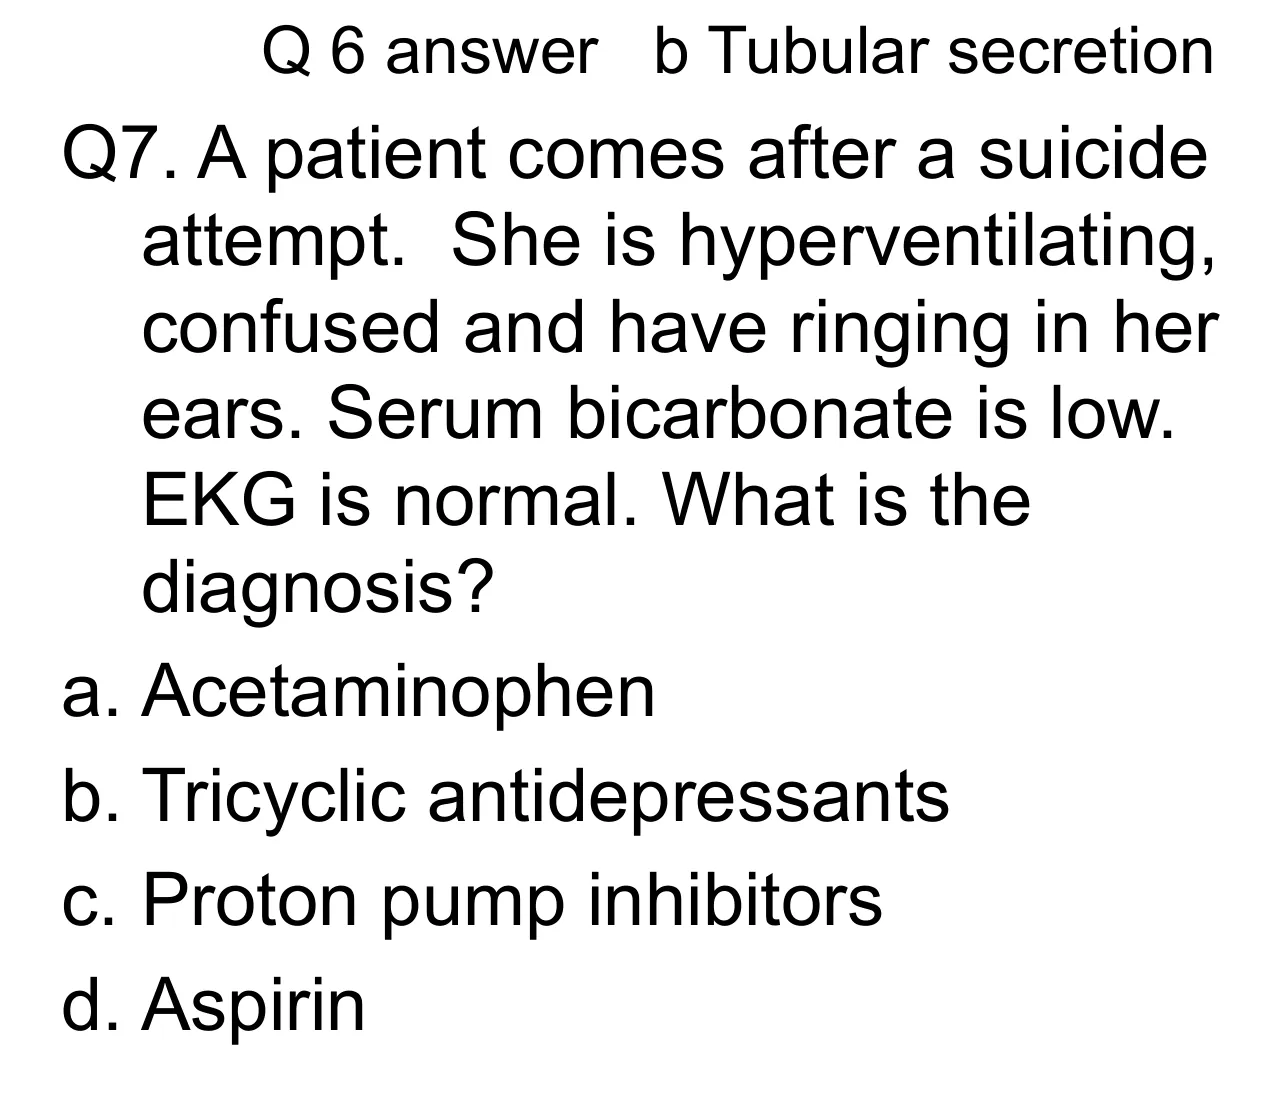 Q 6 answer b Tubular secretion
Q7. A patient comes after a suicide
attempt. She is hyperventilating,
confused and have ringing in her
ears. Serum bicarbonate is low.
EKG is normal. What is the
diagnosis?
a. Acetaminophen
b. Tricyclic antidepressants
c. Proton pump inhibitors
d. Aspirin